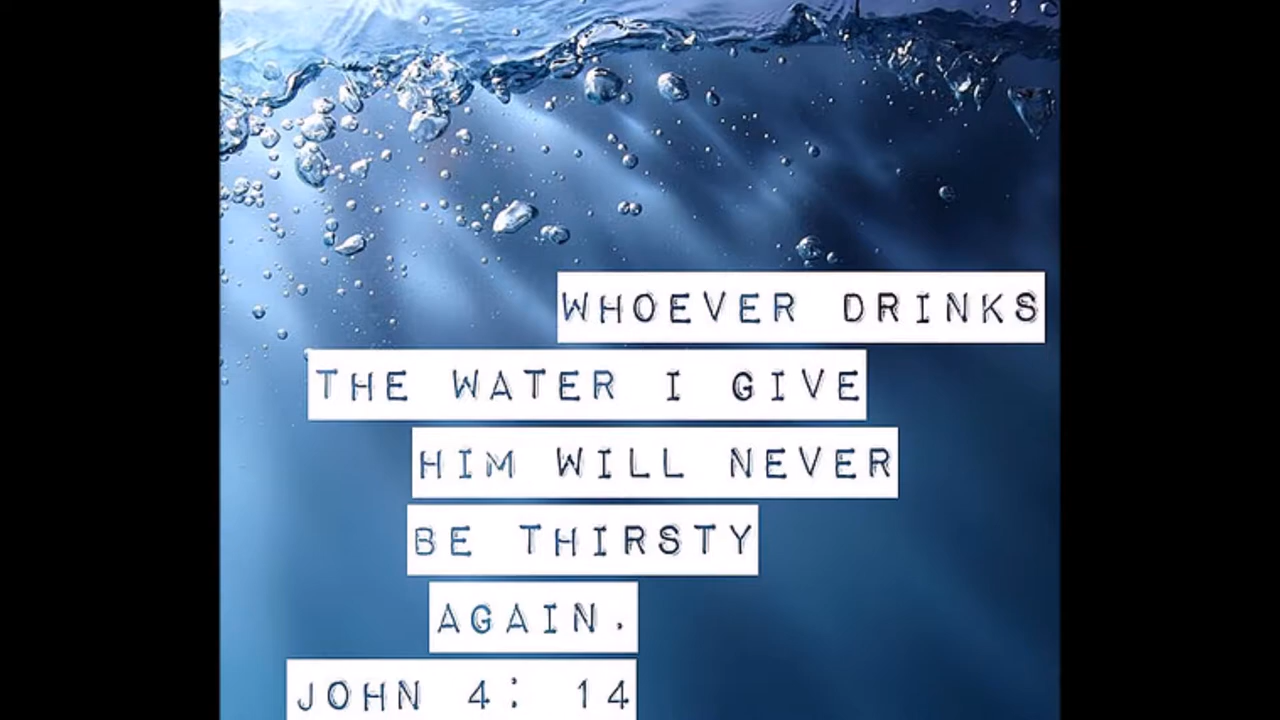 WHOEVER DRINKS
THE WATER I GIVE
HIM WILL NEVER
BE THIRSTY
AGAIN.
JOHN 4: 14